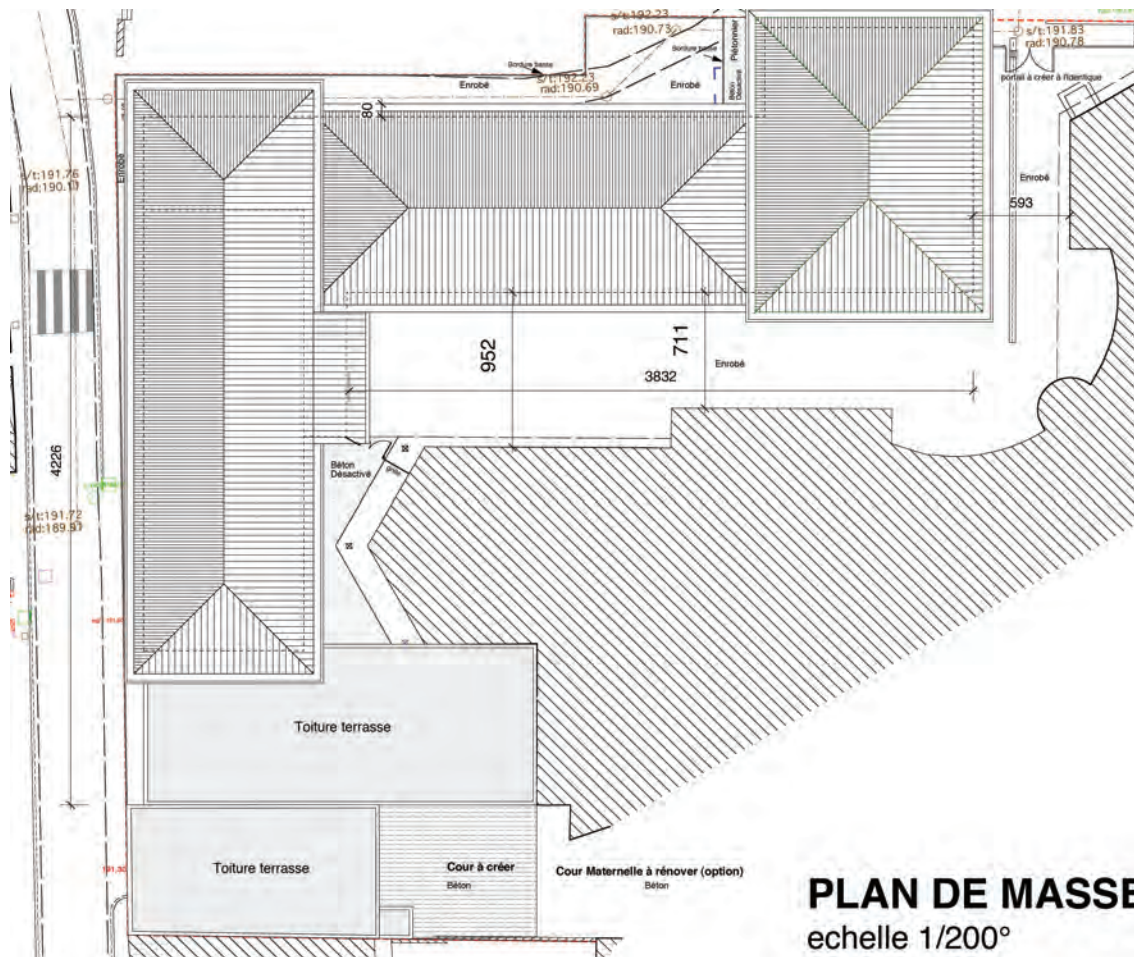 s/t:192.23
rad:190.73
Bordure basse
Piétonnier
Béton
Désactivé
s/t:191.83
rad:190.78
portail à créer à l'identique
Bordure basse
s/t:192.23
rad:190.69
Enrobé
Enrobé
80
Enrobé
s/t:191.76
Enrobé
593
952
711
Enrobé
3832
4226
Béton
Désactivé
grille
s/t:191.72
rad:189.91
Toiture terrasse
Toiture terrasse
Cour à créer
Béton
Cour Maternelle à rénover (option)
Béton
PLAN DE MASSE
echelle 1/200°